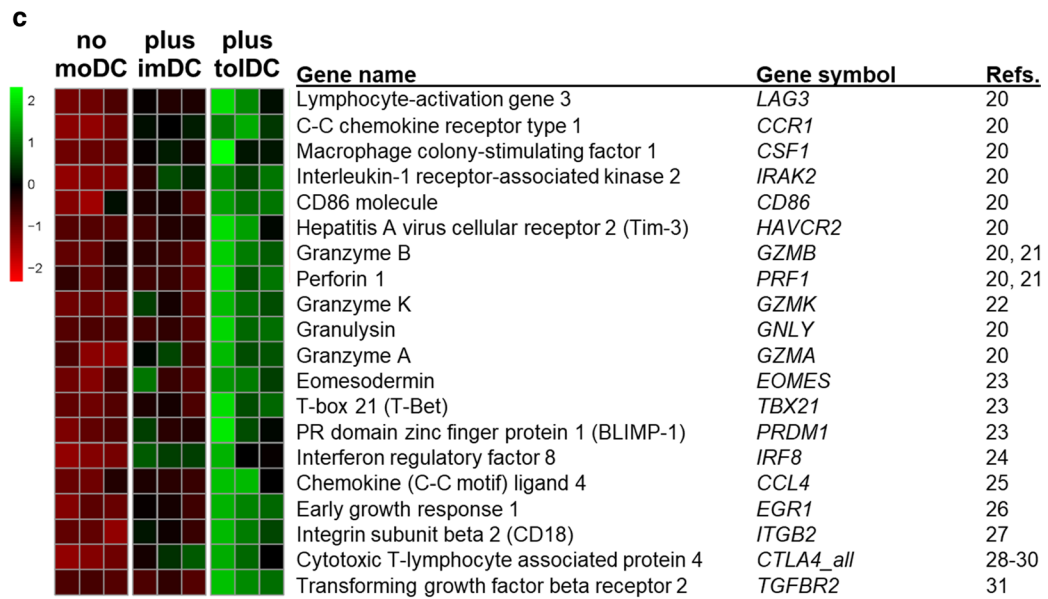 c
no moDC plus imDC plus tolDC
Gene name Gene symbol Refs.
2
1
0
−1
−2
Lymphocyte-activation gene 3 LAG3 20
C-C chemokine receptor type 1 CCR1 20
Macrophage colony-stimulating factor 1 CSF1 20
Interleukin-1 receptor-associated kinase 2 IRAK2 20
CD86 molecule CD86 20
Hepatitis A virus cellular receptor 2 (Tim-3) HAVCR2 20
Granzyme B GZMB 20, 21
Perforin 1 PRF1 20, 21
Granzyme K GZMK 22
Granulysin GNLY 20
Granzyme A GZMA 20
Eomesodermin EOMES 23
T-box 21 (T-Bet) TBX21 23
PR domain zinc finger protein 1 (BLIMP-1) PRDM1 23
Interferon regulatory factor 8 IRF8 24
Chemokine (C-C motif) ligand 4 CCL4 25
Early growth response 1 EGR1 26
Integrin subunit beta 2 (CD18) ITGB2 27
Cytotoxic T-lymphocyte associated protein 4 CTLA4_all 28-30
Transforming growth factor beta receptor 2 TGFBR2 31